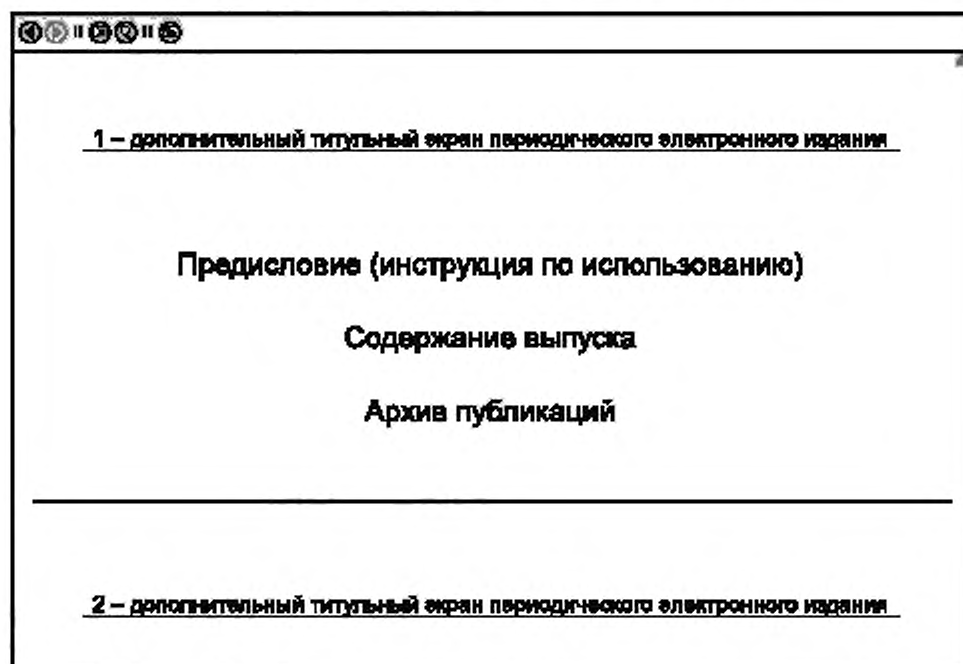 1 – дополнительный титульный экран периодического электронного издания
Предисловие (инструкция по использованию)
Содержание выпуска
Архив публикаций
2 – дополнительный титульный экран периодического электронного издания